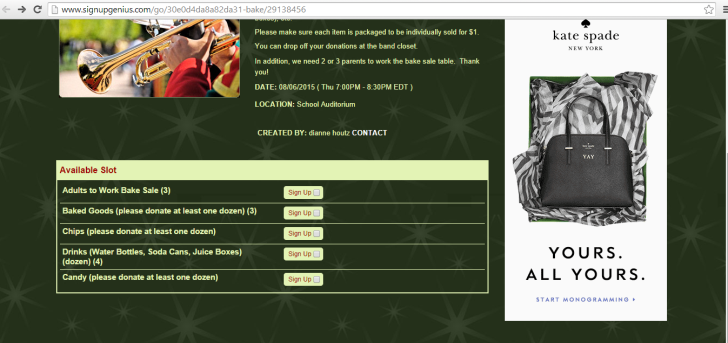 www.signupgenius.com/go/30e0d4da8a82da31-bake/29138456
Please make sure each item is packaged to be individually sold for $1.
You can drop off your donations at the band closet.
In addition, we need 2 or 3 parents to work the bake sale table. Thank
you!
DATE: 08/06/2015 ( Thu 7:00PM - 8:30PM EDT )
LOCATION: School Auditorium
CREATED BY: dianne houtz CONTACT
Available Slot
Adults to Work Bake Sale (3)
Sign Up
Baked Goods (please donate at least one dozen) (3)
Sign Up
Chips (please donate at least one dozen)
Sign Up
Drinks (Water Bottles, Soda Cans, Juice Boxes)
(dozen) (4)
Sign Up
Candy (please donate at least one dozen)
Sign Up
kate spade
NEW YORK
YAY
YOURS.
ALL YOURS.
START MONOGRAMMING